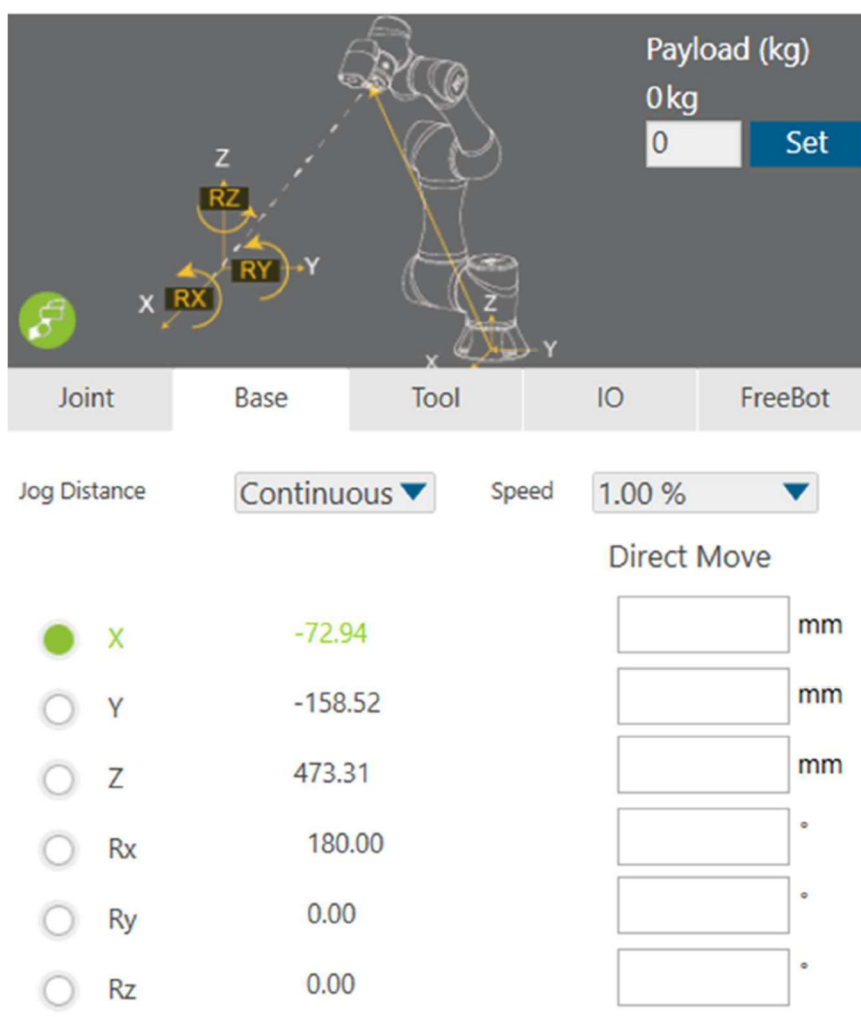 Payload (kg)
0kg
0 Set
Z
RZ
RY Y
X RX
Z
Y
X
Joint Base Tool IO FreeBot
Jog Distance Continuous Speed 1.00 %
Direct Move
X -72.94 mm
Y -158.52 mm
Z 473.31 mm
Rx 180.00 °
Ry 0.00 °
Rz 0.00 °